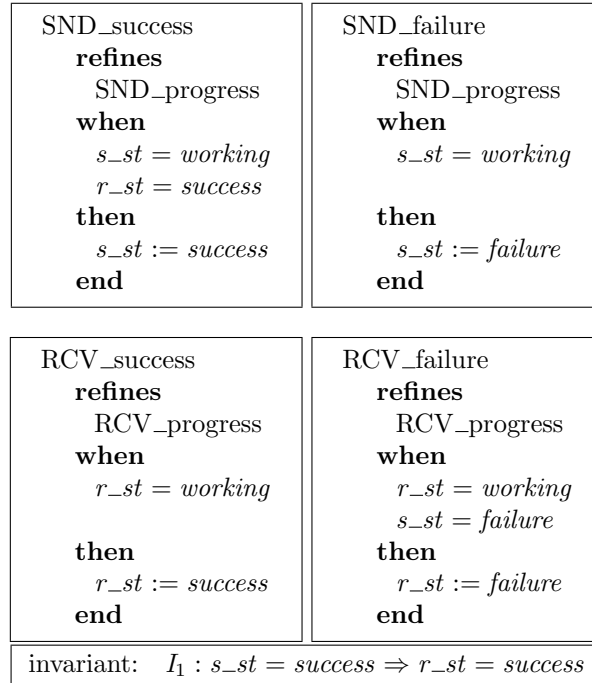 SND_success
refines
SND_progress
when
s_st = working
r_st = success
then
s_st := success
end
SND_failure
refines
SND_progress
when
s_st = working
then
s_st := failure
end
RCV_success
refines
RCV_progress
when
r_st = working
then
r_st := success
end
RCV_failure
refines
RCV_progress
when
r_st = working
s_st = failure
then
r_st := failure
end
invariant: I₁ : s_st = success ⇒ r_st = success